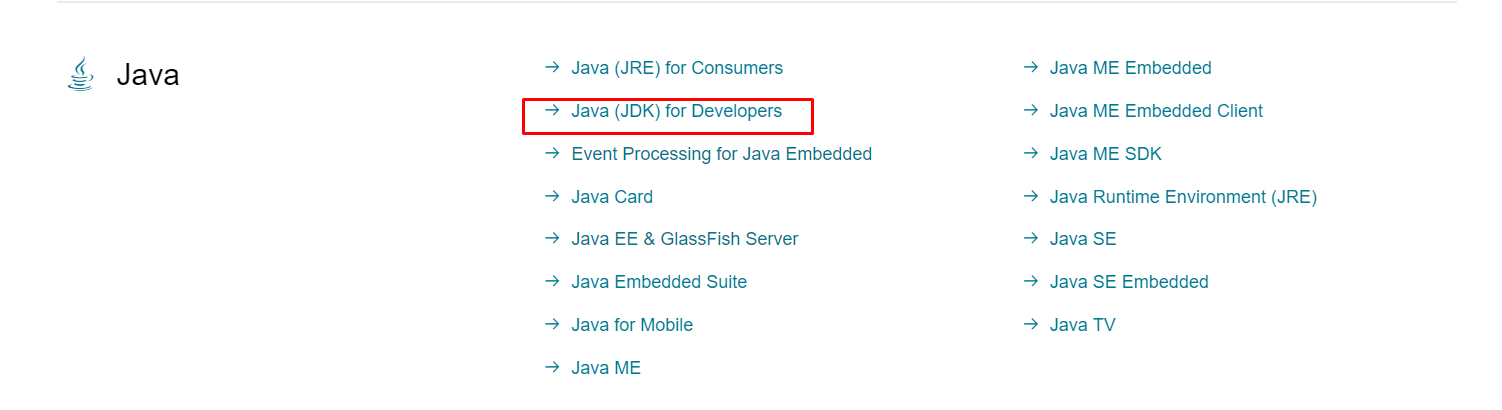 Java
Java (JRE) for Consumers
Java (JDK) for Developers
Event Processing for Java Embedded
Java Card
Java EE & GlassFish Server
Java Embedded Suite
Java for Mobile
Java ME
Java ME Embedded
Java ME Embedded Client
Java ME SDK
Java Runtime Environment (JRE)
Java SE
Java SE Embedded
Java TV